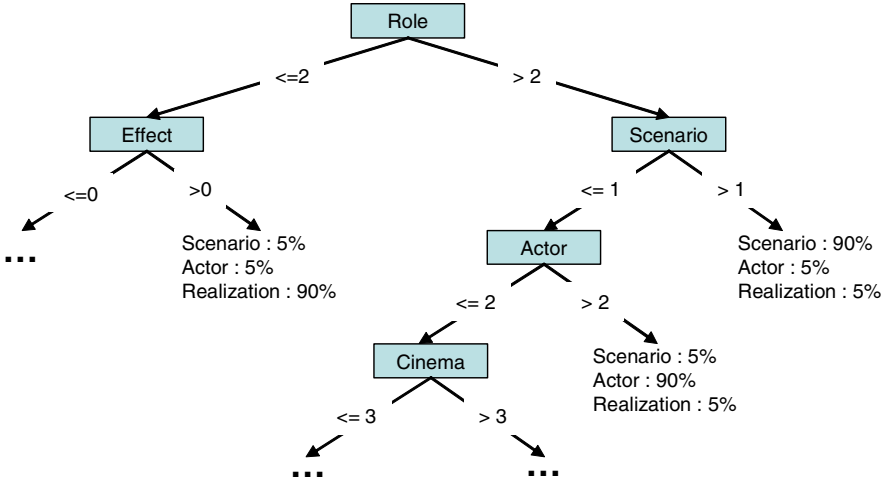 Role
<=2
> 2
Effect
Scenario
<=0
>0
<= 1
> 1
...
Scenario : 5%
Actor : 5%
Realization : 90%
Actor
Scenario : 90%
Actor : 5%
Realization : 5%
<= 2
> 2
Cinema
Scenario : 5%
Actor : 90%
Realization : 5%
<= 3
> 3
...
...